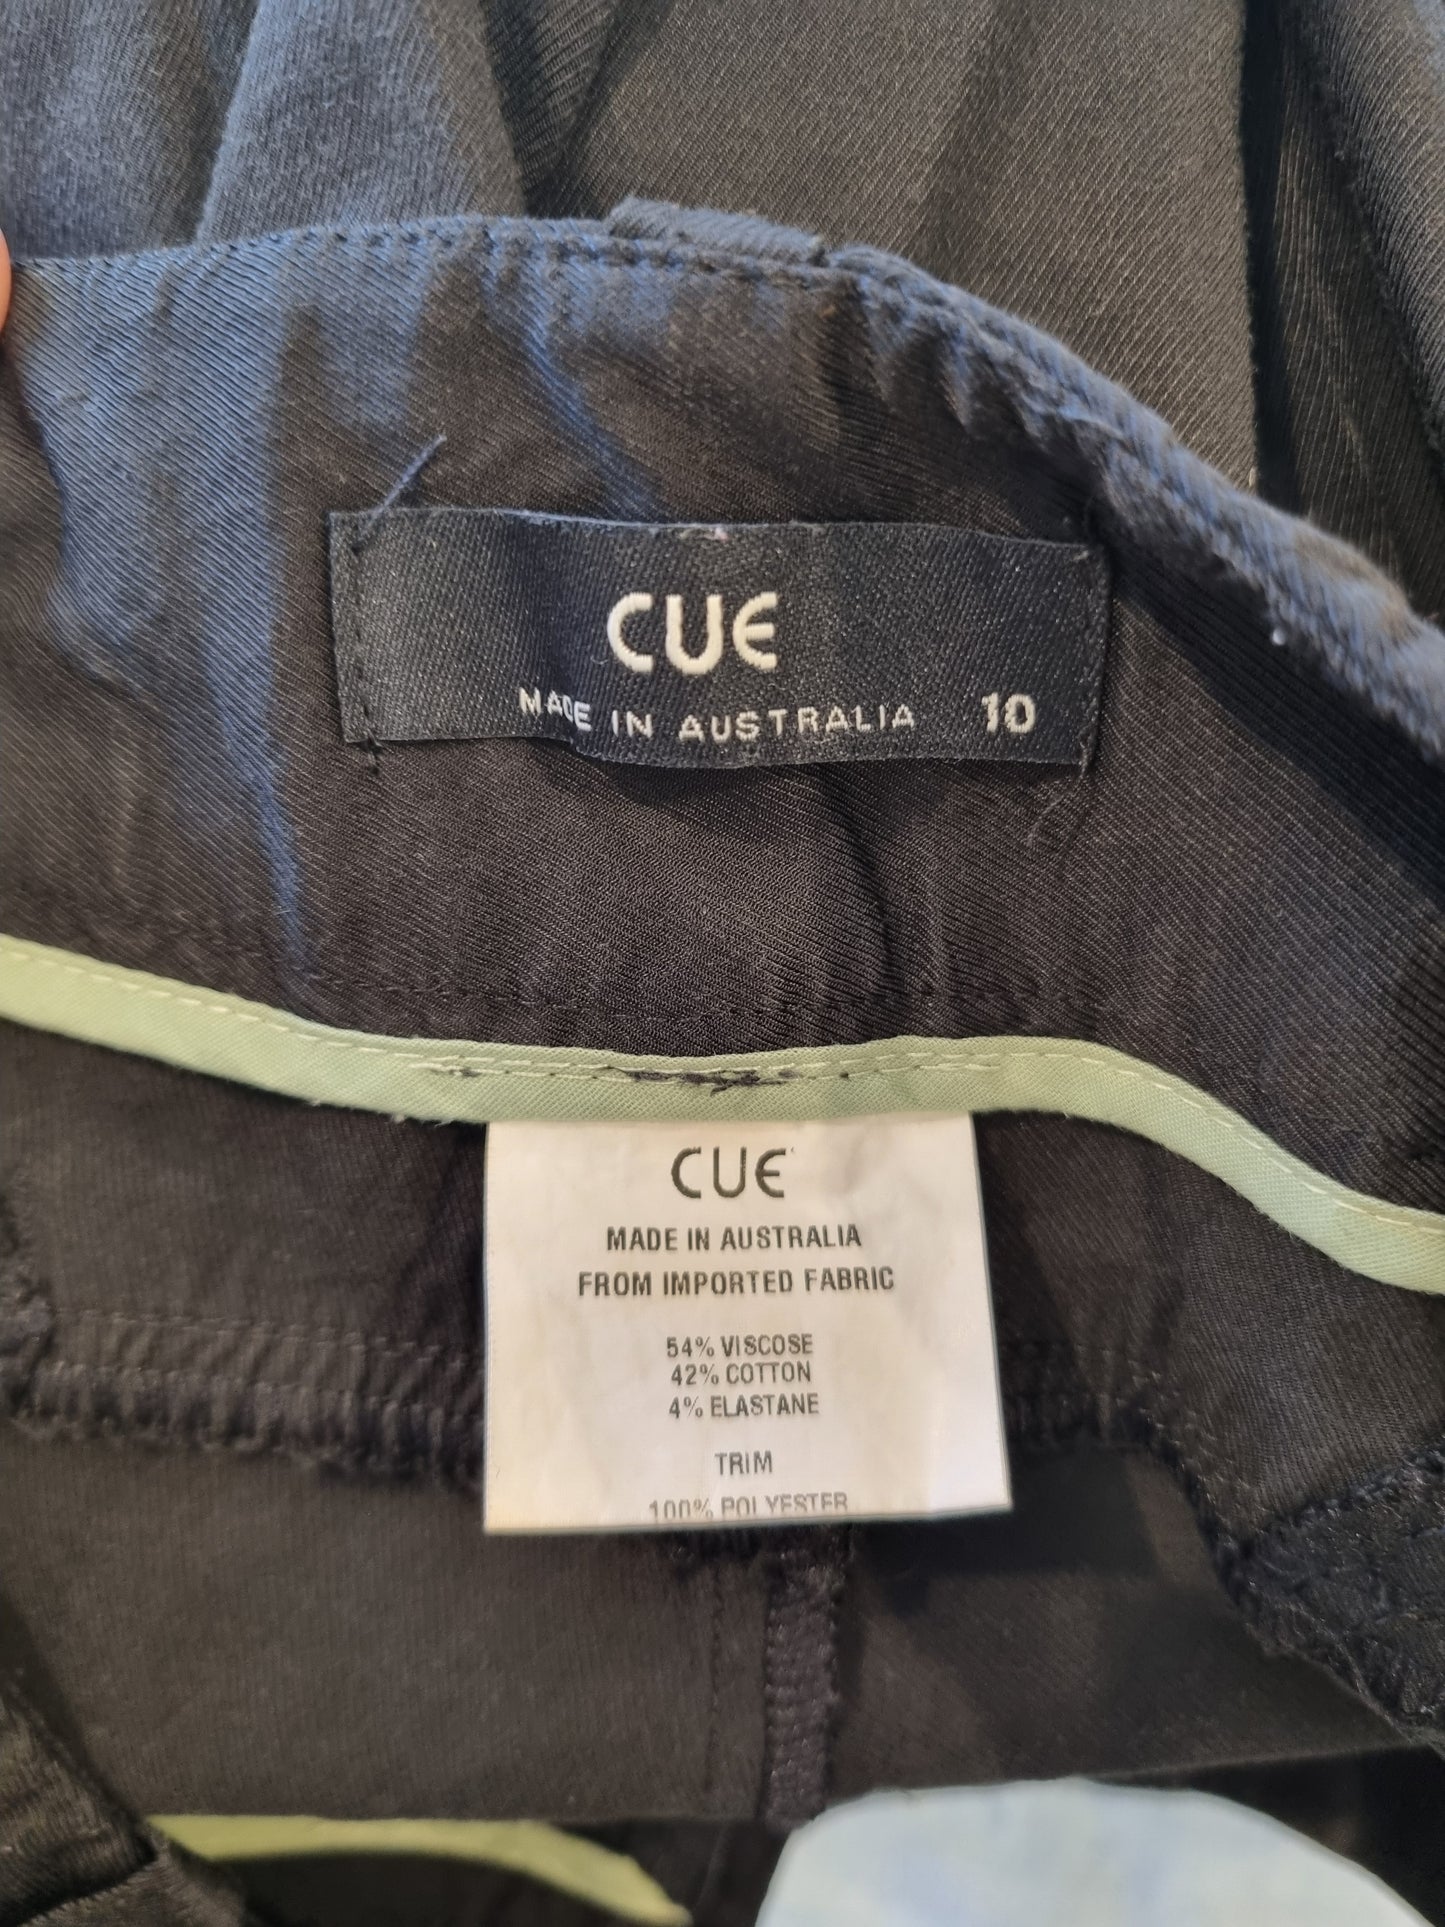 CUE
MADE IN AUSTRALIA 10
CUE
MADE IN AUSTRALIA
FROM IMPORTED FABRIC
54% VISCOSE
42% COTTON
4% ELASTANE
TRIM
100% POLYESTER